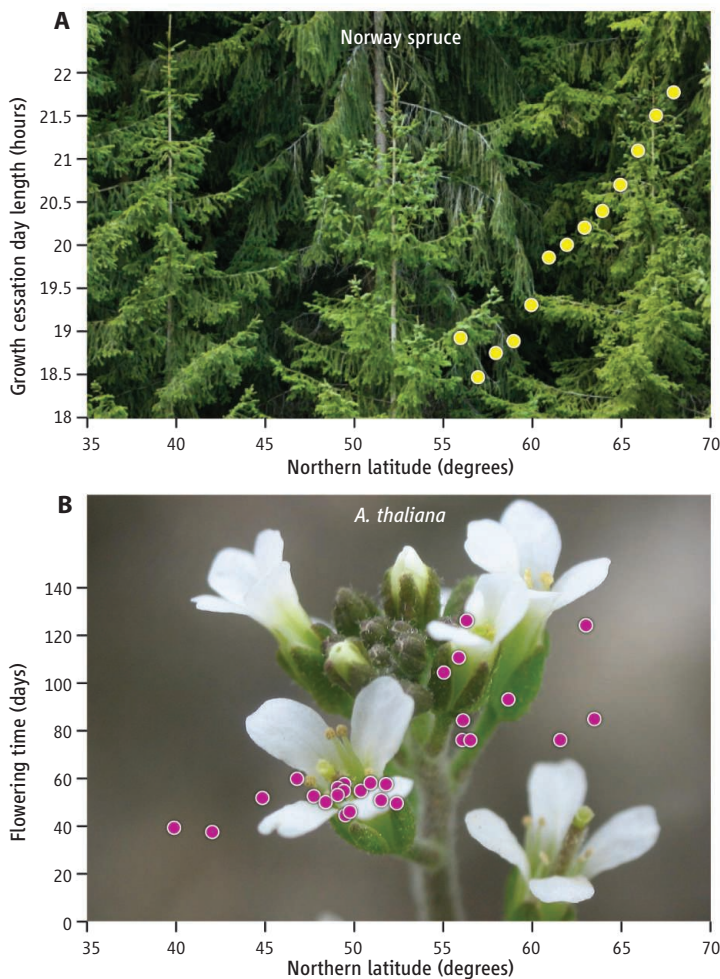 A
Norway spruce
Growth cessation day length (hours)
22
21.5
21
20.5
20
19.5
19
18.5
18
35 40 45 50 55 60 65 70
Northern latitude (degrees)
B
A. thaliana
Flowering time (days)
140
120
100
80
60
40
20
0
35 40 45 50 55 60 65 70
Northern latitude (degrees)